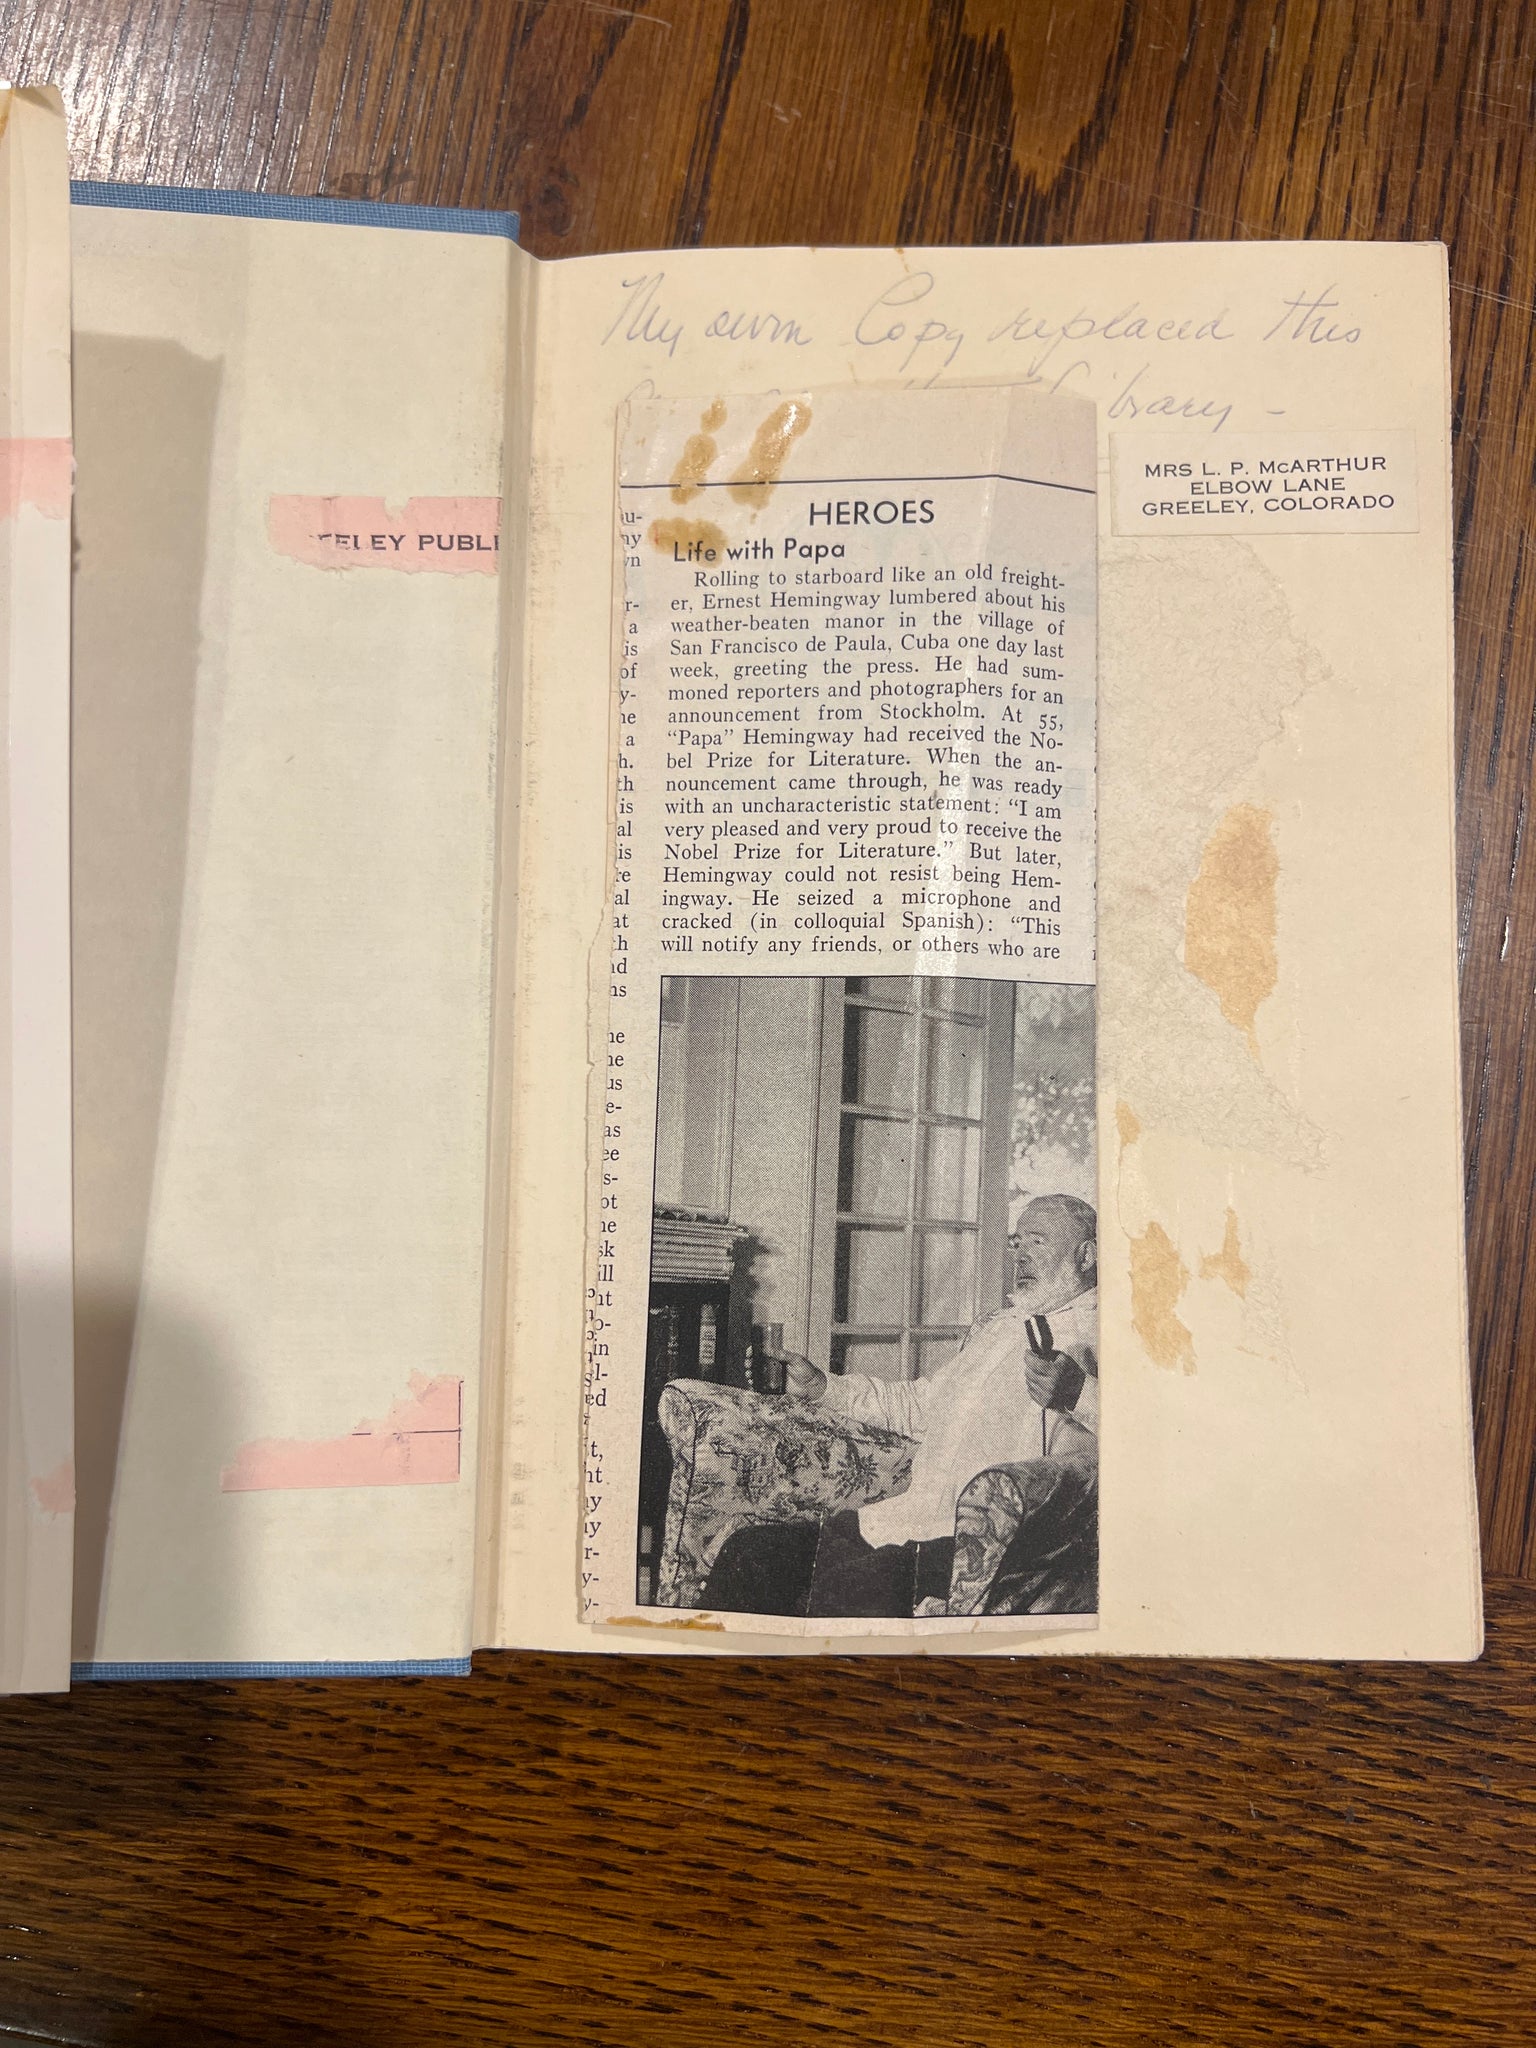 My own Copy replaced this
Library -
MRS L. P. McARTHUR
ELBOW LANE
GREELEY, COLORADO
EELEY PUBLI
HEROES
Life with Papa
Rolling to starboard like an old freight-
er, Ernest Hemingway lumbered about his
weather-beaten manor in the village of
San Francisco de Paula, Cuba one day last
week, greeting the press. He had sum-
moned reporters and photographers for an
announcement from Stockholm. At 55,
“Papa” Hemingway had received the No-
bel Prize for Literature. When the an-
nouncement came through, he was ready
with an uncharacteristic statement: “I am
very pleased and very proud to receive the
Nobel Prize for Literature.” But later,
Hemingway could not resist being Hem-
ingway. He seized a microphone and
cracked (in colloquial Spanish): “This
will notify any friends, or others who are